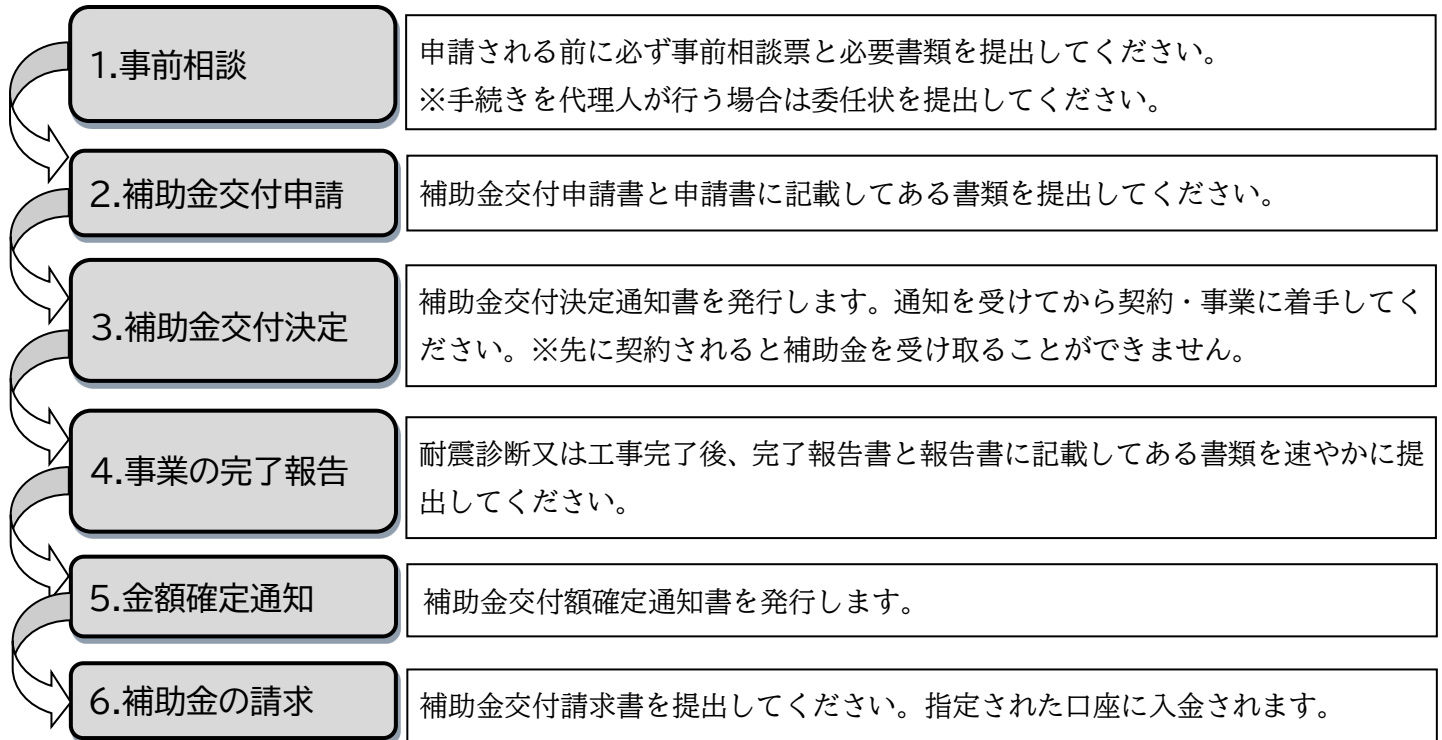 1.事前相談
申請される前に必ず事前相談票と必要書類を提出してください。
※手続きを代理人が行う場合は委任状を提出してください。
2.補助金交付申請
補助金交付申請書と申請書に記載してある書類を提出してください。
3.補助金交付決定
補助金交付決定通知書を発行します。通知を受けてから契約・事業に着手してく
ださい。※先に契約されると補助金を受け取ることができません。
4.事業の完了報告
耐震診断又は工事完了後、完了報告書と報告書に記載してある書類を速やかに提
出してください。
5.金額確定通知
補助金交付額確定通知書を発行します。
6.補助金の請求
補助金交付請求書を提出してください。指定された口座に入金されます。